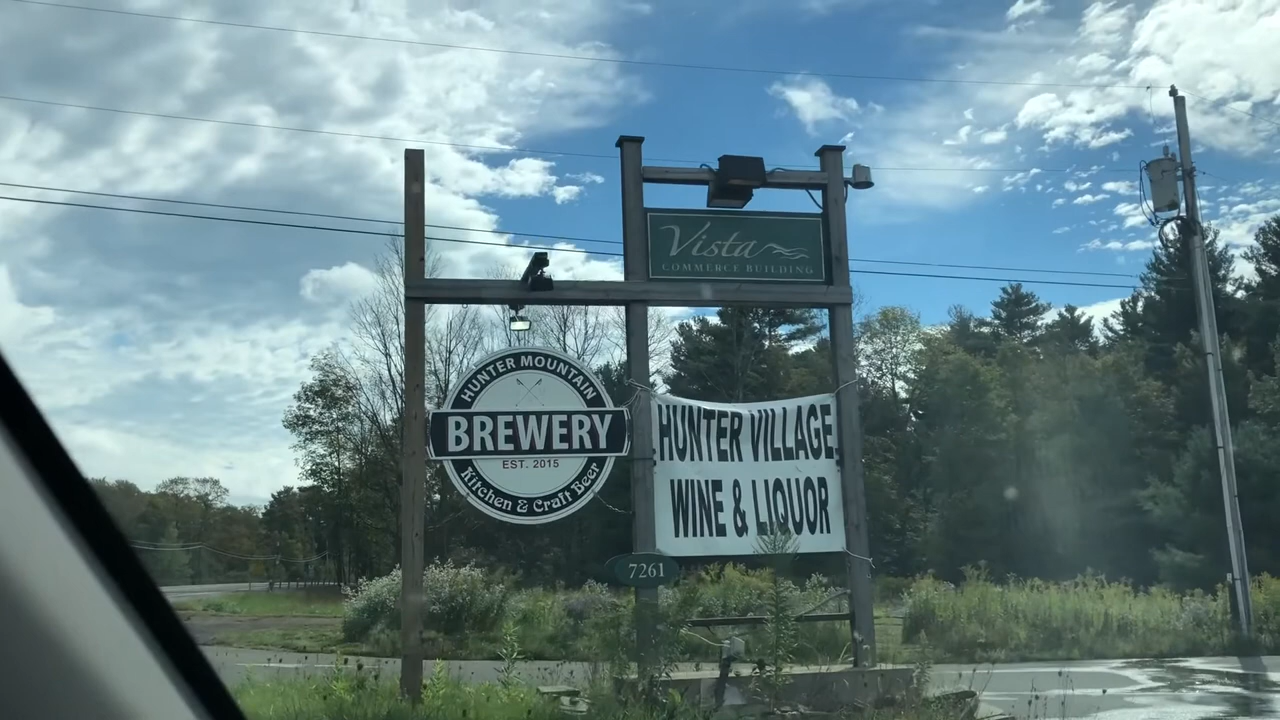 Vista
COMMERCE BUILDING
HUNTER MOUNTAIN
BREWERY
EST. 2015
Kitchen & Craft Beer
HUNTER VILLAGE
WINE & LIQUOR
7261